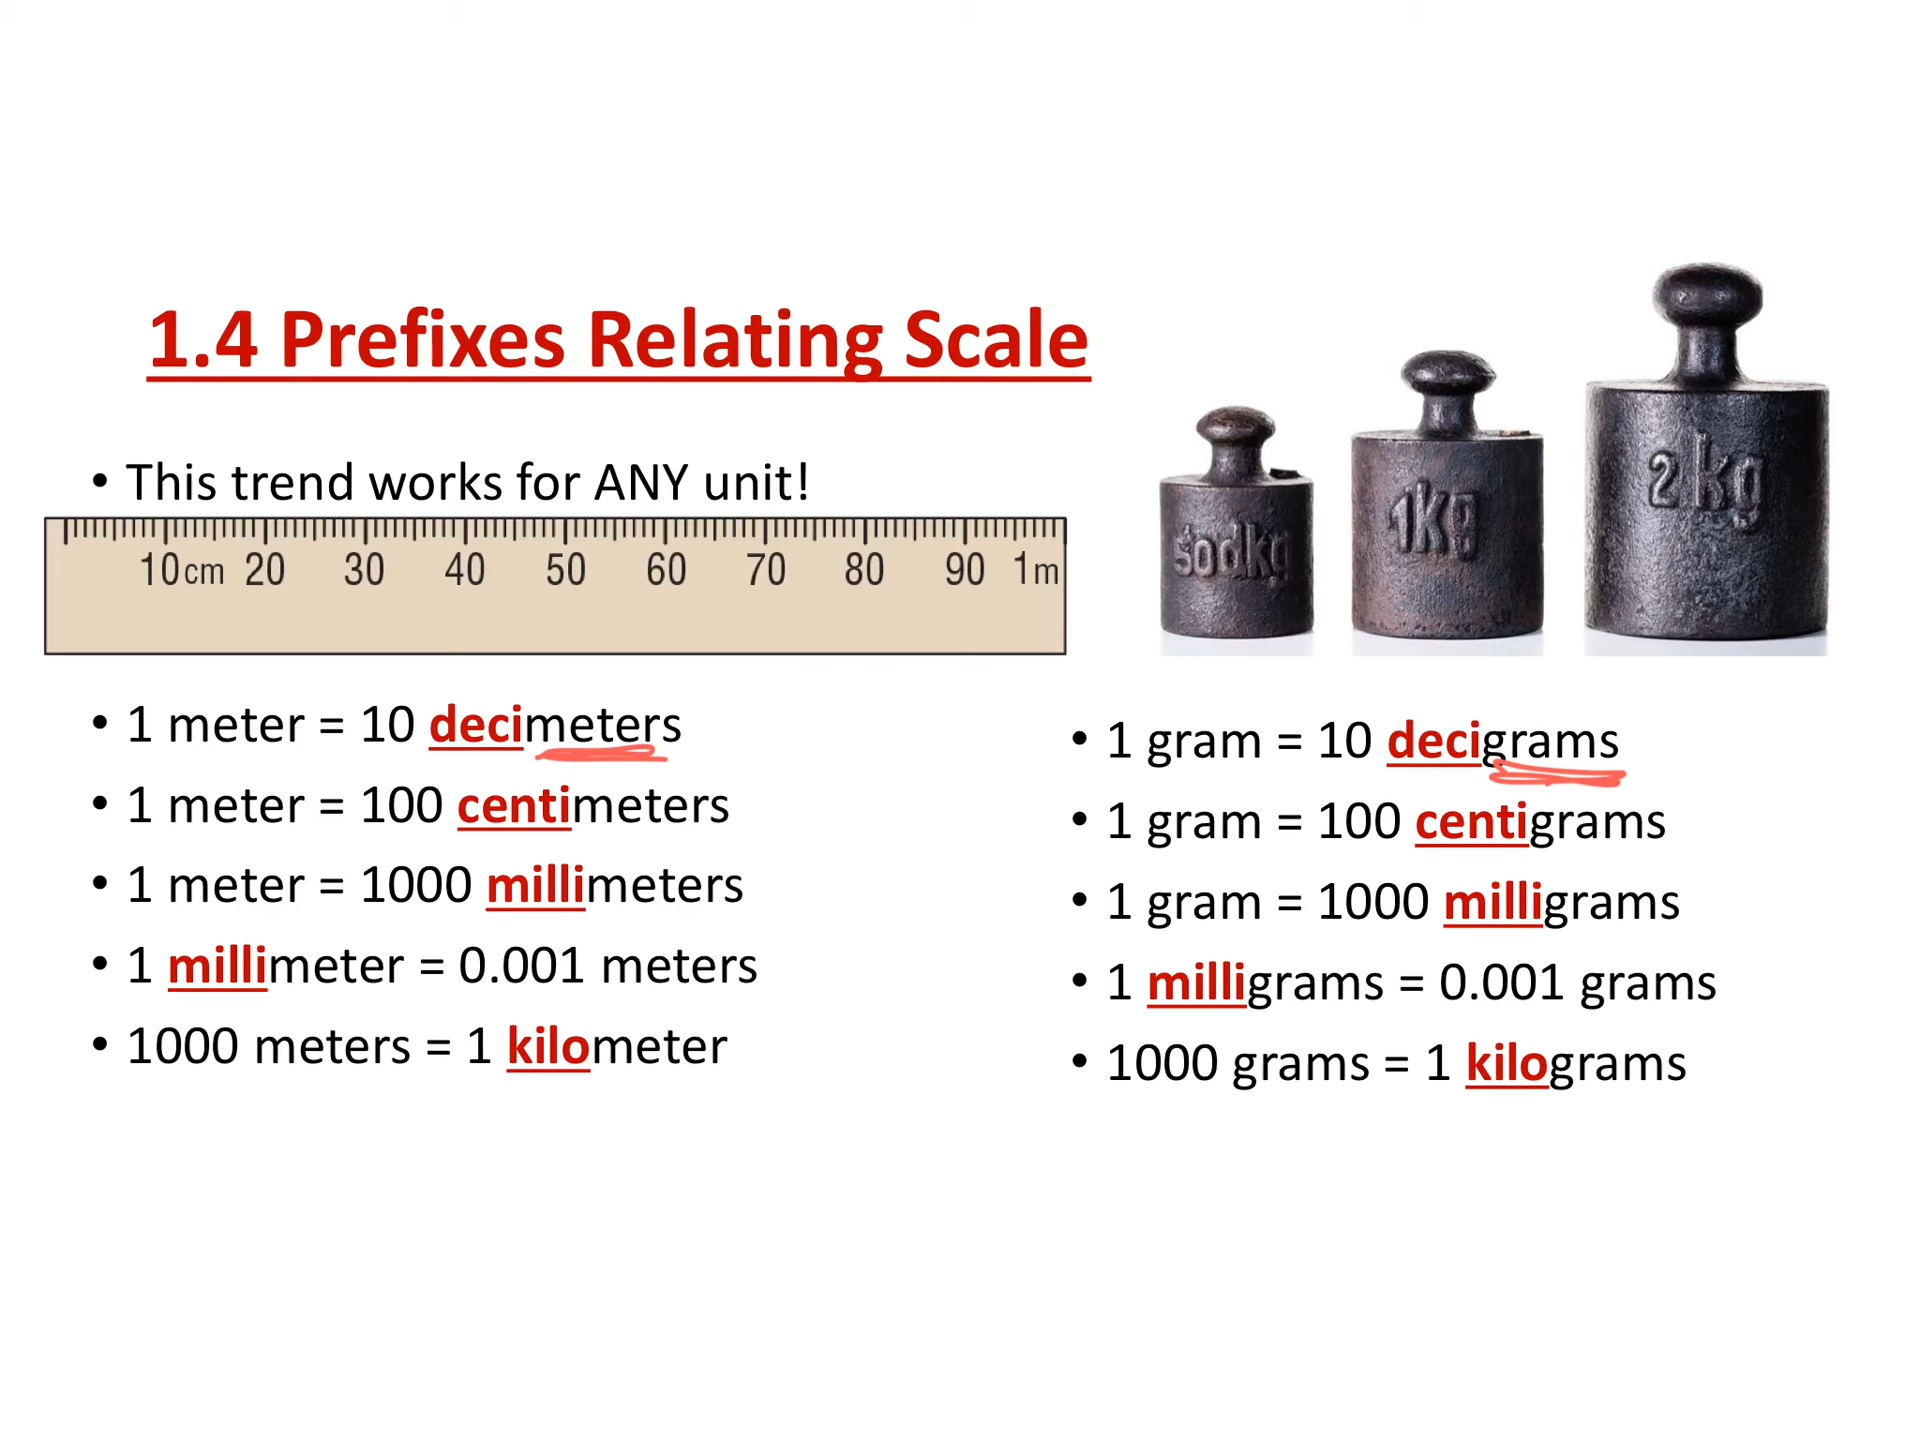 1.4 Prefixes Relating Scale
• This trend works for ANY unit!
10cm 20 30 40 50 60 70 80 90 1m
1kg
2kg
• 1 meter = 10 decimeters
• 1 meter = 100 centimeters
• 1 meter = 1000 millimeters
• 1 millimeter = 0.001 meters
• 1000 meters = 1 kilometer
• 1 gram = 10 decigrams
• 1 gram = 100 centigrams
• 1 gram = 1000 milligrams
• 1 milligrams = 0.001 grams
• 1000 grams = 1 kilograms